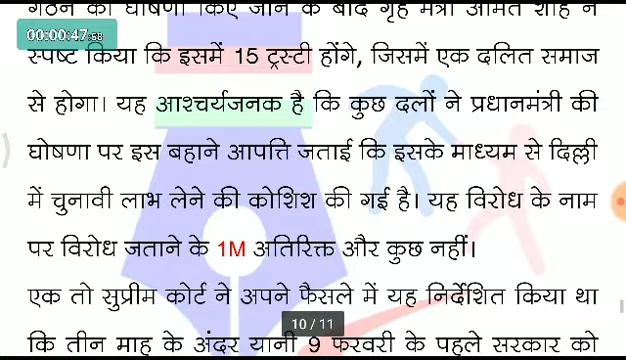 गठन की घोषणा किए जाने के बाद गृह मंत्री अमित शाह ने
00:00:47:58
स्पष्ट किया कि इसमें 15 ट्रस्टी होंगे, जिसमें एक दलित समाज
से होगा। यह आश्चर्यजनक है कि कुछ दलों ने प्रधानमंत्री की
घोषणा पर इस बहाने आपत्ति जताई कि इसके माध्यम से दिल्ली
में चुनावी लाभ लेने की कोशिश की गई है। यह विरोध के नाम
पर विरोध जताने के 1M अतिरिक्त और कुछ नहीं।
एक तो सुप्रीम कोर्ट ने अपने फैसले में यह निर्देशित किया था
10 / 11
कि तीन माह के अंदर यानी 9 फरवरी के पहले सरकार को